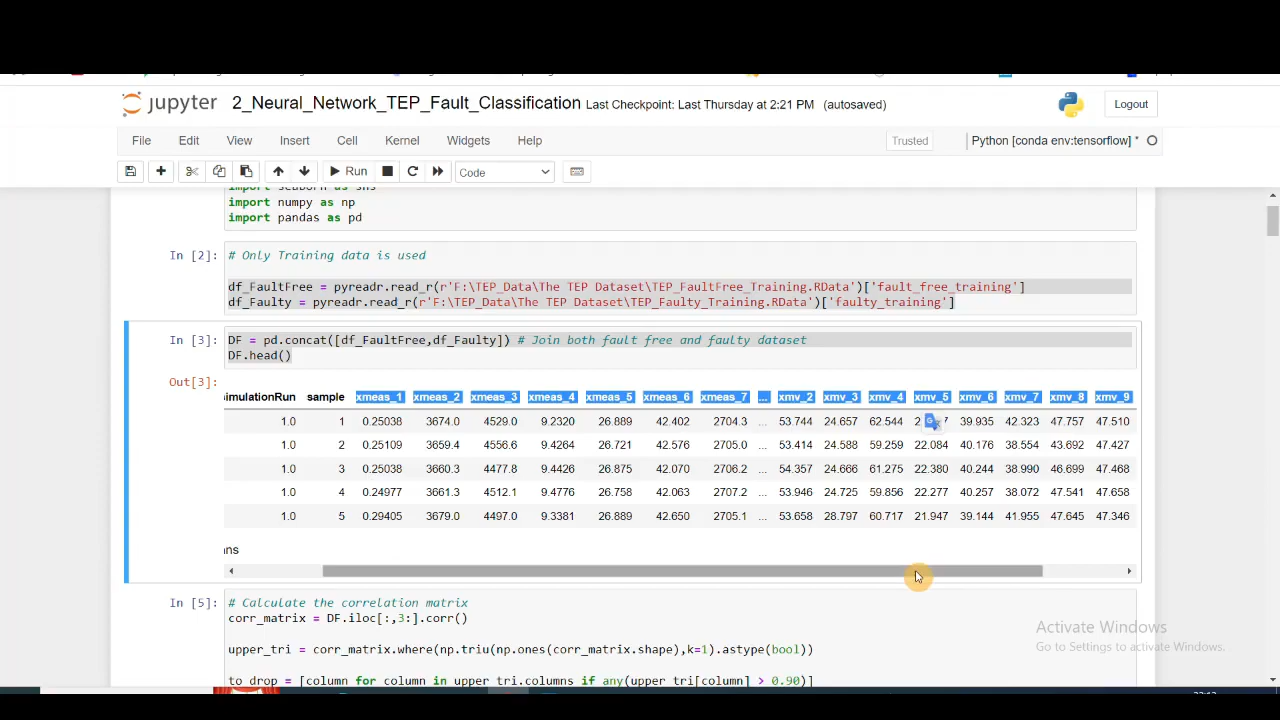 jupyter 2_Neural_Network_TEP_Fault_Classification Last Checkpoint: Last Thursday at 2:21 PM (autosaved) Logout
File Edit View Insert Cell Kernel Widgets Help Trusted Python [conda env:tensorflow] *
Run Code
import seaborn as sns
import numpy as np
import pandas as pd
In [2]: # Only Training data is used
df_FaultFree = pyreadr.read_r(r'F:\TEP_Data\The TEP Dataset\TEP_FaultFree_Training.RData')['fault_free_training']
df_Faulty = pyreadr.read_r(r'F:\TEP_Data\The TEP Dataset\TEP_Faulty_Training.RData')['faulty_training']
In [3]: DF = pd.concat([df_FaultFree,df_Faulty]) # Join both fault free and faulty dataset
DF.head()
Out[3]:
simulationRun sample xmeas_1 xmeas_2 xmeas_3 xmeas_4 xmeas_5 xmeas_6 xmeas_7 ... xmv_2 xmv_3 xmv_4 xmv_5 xmv_6 xmv_7 xmv_8 xmv_9
1.0 1 0.25038 3674.0 4529.0 9.2320 26.889 42.402 2704.3 ... 53.744 24.657 62.544 39.935 42.323 47.757 47.510
1.0 2 0.25109 3659.4 4556.6 9.4264 26.721 42.576 2705.0 ... 53.414 24.588 59.259 22.084 40.176 38.554 43.692 47.427
1.0 3 0.25038 3660.3 4477.8 9.4426 26.875 42.070 2706.2 ... 54.357 24.666 61.275 22.380 40.244 38.990 46.699 47.468
1.0 4 0.24977 3661.3 4512.1 9.4776 26.758 42.063 2707.2 ... 53.946 24.725 59.856 22.277 40.257 38.072 47.541 47.658
1.0 5 0.29405 3679.0 4497.0 9.3381 26.889 42.650 2705.1 ... 53.658 28.797 60.717 21.947 39.144 41.955 47.645 47.346
ns
In [5]: # Calculate the correlation matrix
corr_matrix = DF.iloc[:,3:].corr()
upper_tri = corr_matrix.where(np.triu(np.ones(corr_matrix.shape),k=1).astype(bool))
to_drop = [column for column in upper_tri.columns if any(upper_tri[column] > 0.90)]
Activate Windows
Go to Settings to activate Windows.